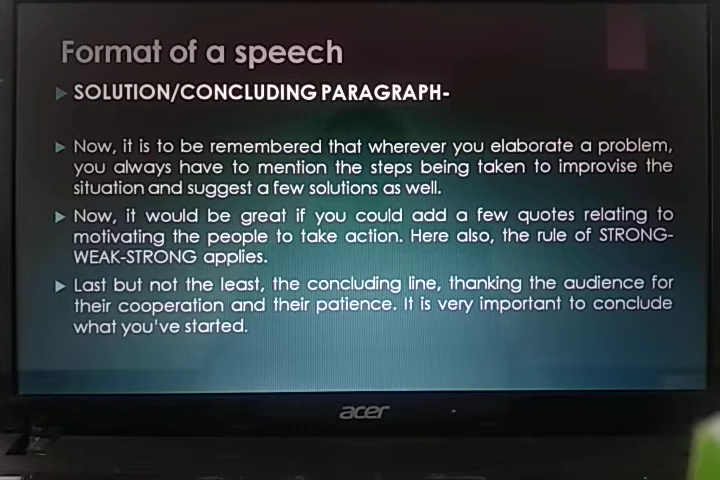 Format of a speech
SOLUTION/CONCLUDING PARAGRAPH-
Now, it is to be remembered that wherever you elaborate a problem,
you always have to mention the steps being taken to improvise the
situation and suggest a few solutions as well.
Now, it would be great if you could add a few quotes relating to
motivating the people to take action. Here also, the rule of STRONG-
WEAK-STRONG applies.
Last but not the least, the concluding line, thanking the audience for
their cooperation and their patience. It is very important to conclude
what you've started.
acer